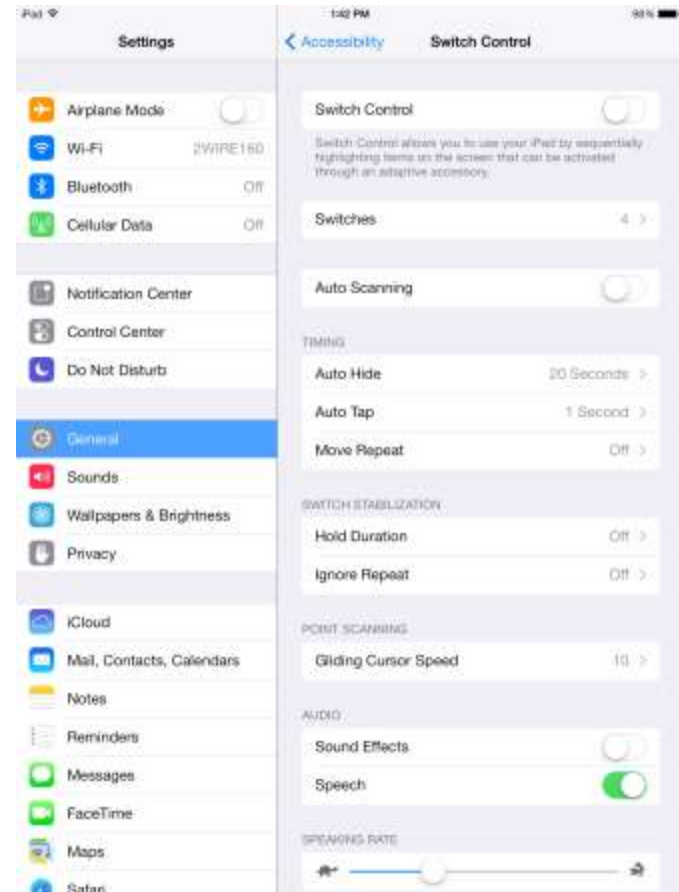 iPad
1:42 PM
Settings
Accessibility
Switch Control
Airplane Mode
Wi-Fi
2WIRE160
Bluetooth
Off
Cellular Data
Off
Notification Center
Control Center
Do Not Disturb
General
Sounds
Wallpapers & Brightness
Privacy
iCloud
Mail, Contacts, Calendars
Notes
Reminders
Messages
FaceTime
Maps
Safari
Switch Control
Switch Control allows you to use your iPad by sequentially
highlighting items on the screen that can be activated
through an adaptive accessory.
Switches
4
Auto Scanning
TIMING
Auto Hide
20 Seconds
Auto Tap
1 Second
Move Repeat
Off
SWITCH STABILIZATION
Hold Duration
Off
Ignore Repeat
Off
POINT SCANNING
Gliding Cursor Speed
10
AUDIO
Sound Effects
Speech
SPEAKING RATE